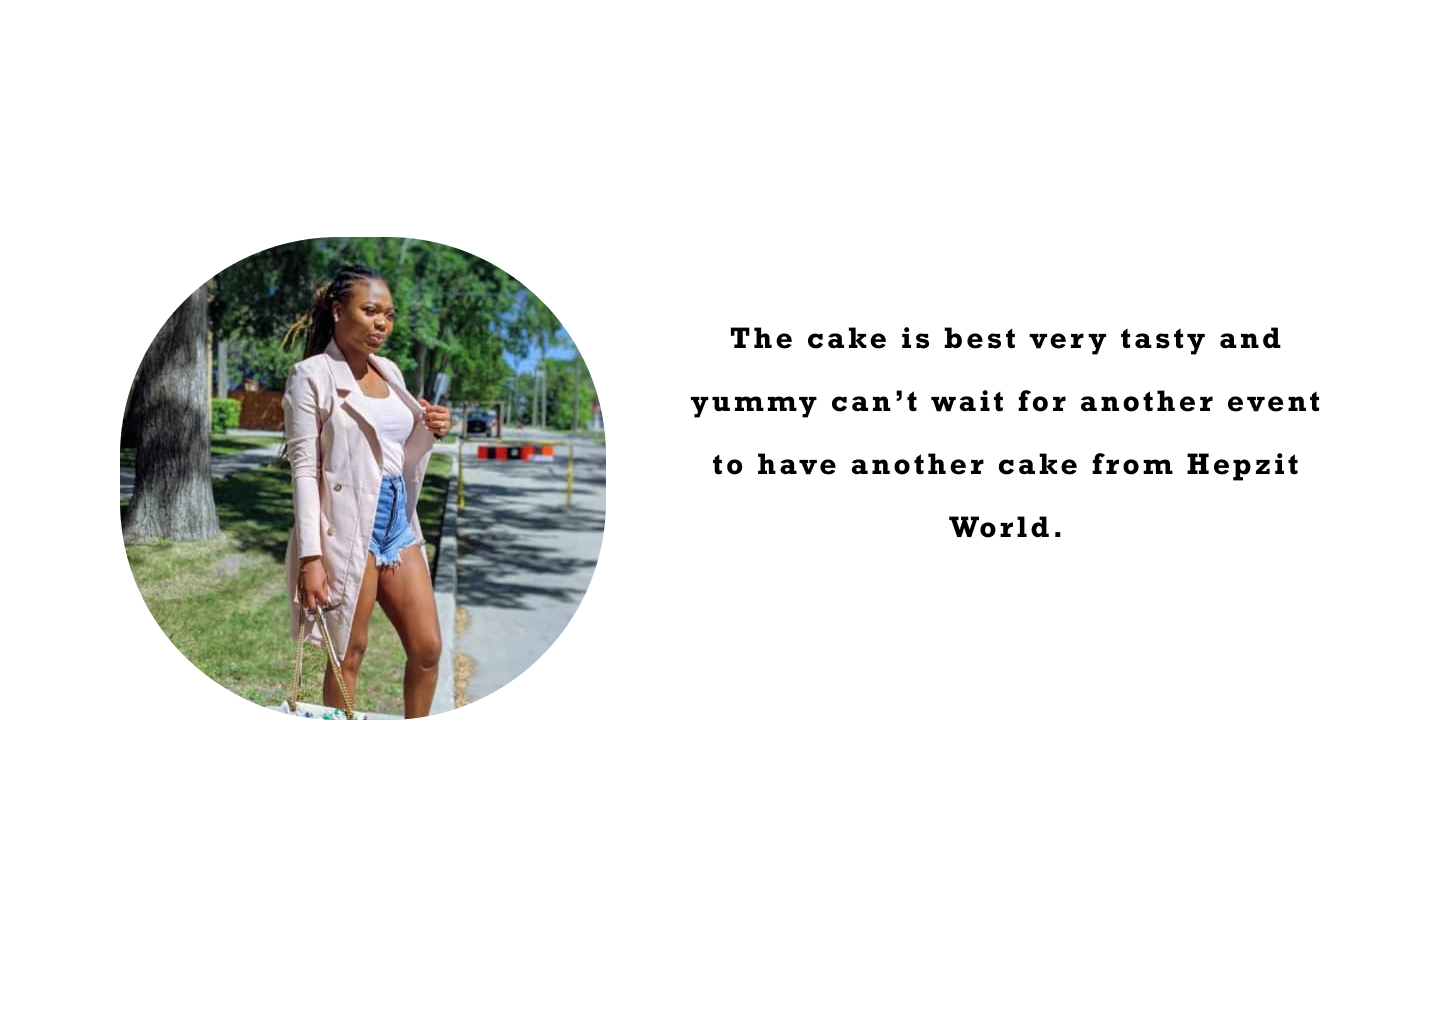 The cake is best very tasty and
yummy can’t wait for another event
to have another cake from Hepzit
World.